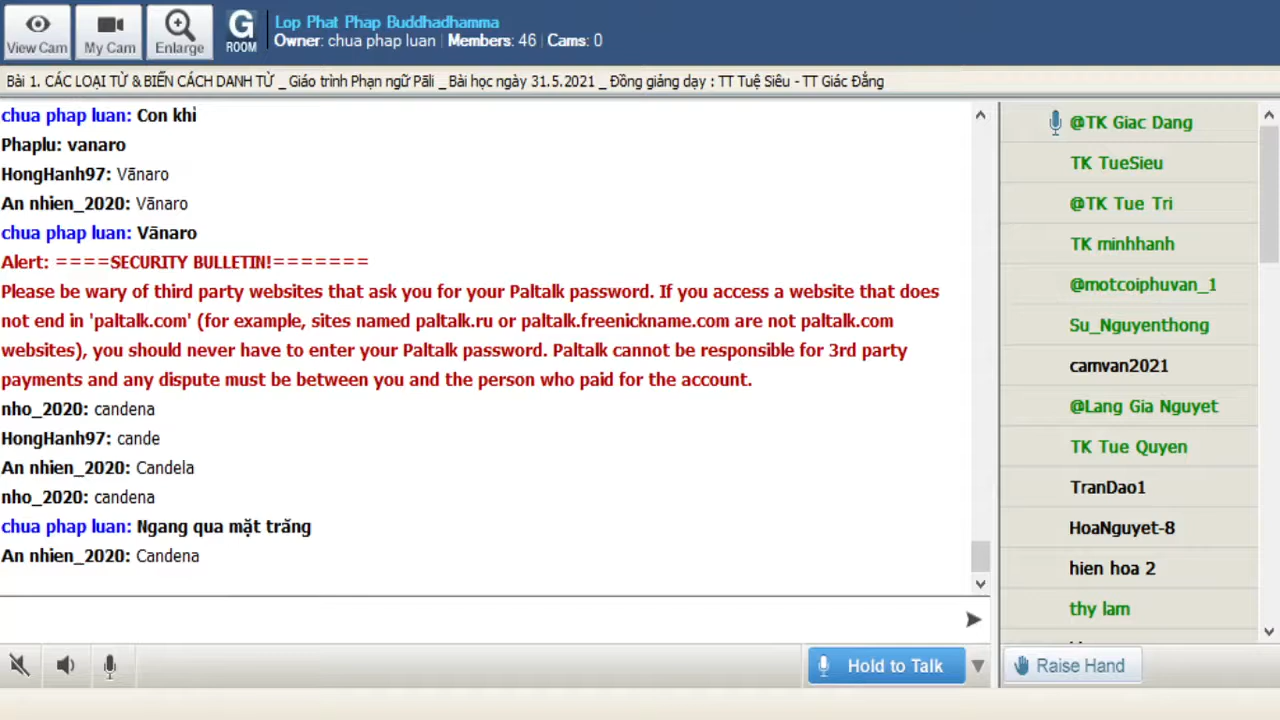 View Cam
My Cam
Enlarge
G
ROOM
Lop Phat Phap Buddhadhamma
Owner: chua phap luan | Members: 46 | Cams: 0
Bài 1. CÁC LOẠI TỪ & BIẾN CÁCH DANH TỪ _ Giáo trình Phạn ngữ Pāli _ Bài học ngày 31.5.2021 _ Đồng giảng dạy : TT Tuệ Siêu - TT Giác Đẳng
chua phap luan: Con khỉ
Phaplu: vanaro
HongHanh97: Vānaro
An nhien_2020: Vānaro
chua phap luan: Vānaro
Alert: ====SECURITY BULLETIN!=======
Please be wary of third party websites that ask you for your Paltalk password. If you access a website that does
not end in 'paltalk.com' (for example, sites named paltalk.ru or paltalk.freenickname.com are not paltalk.com
websites), you should never have to enter your Paltalk password. Paltalk cannot be responsible for 3rd party
payments and any dispute must be between you and the person who paid for the account.
nho_2020: candena
HongHanh97: cande
An nhien_2020: Candela
nho_2020: candena
chua phap luan: Ngang qua mặt trăng
An nhien_2020: Candena
@TK Giac Dang
TK TueSieu
@TK Tue Tri
TK minhhanh
@motcoiphuvan_1
Su_Nguyenthong
camvan2021
@Lang Gia Nguyet
TK Tue Quyen
TranDao1
HoaNguyet-8
hien hoa 2
thy lam
Hold to Talk
Raise Hand